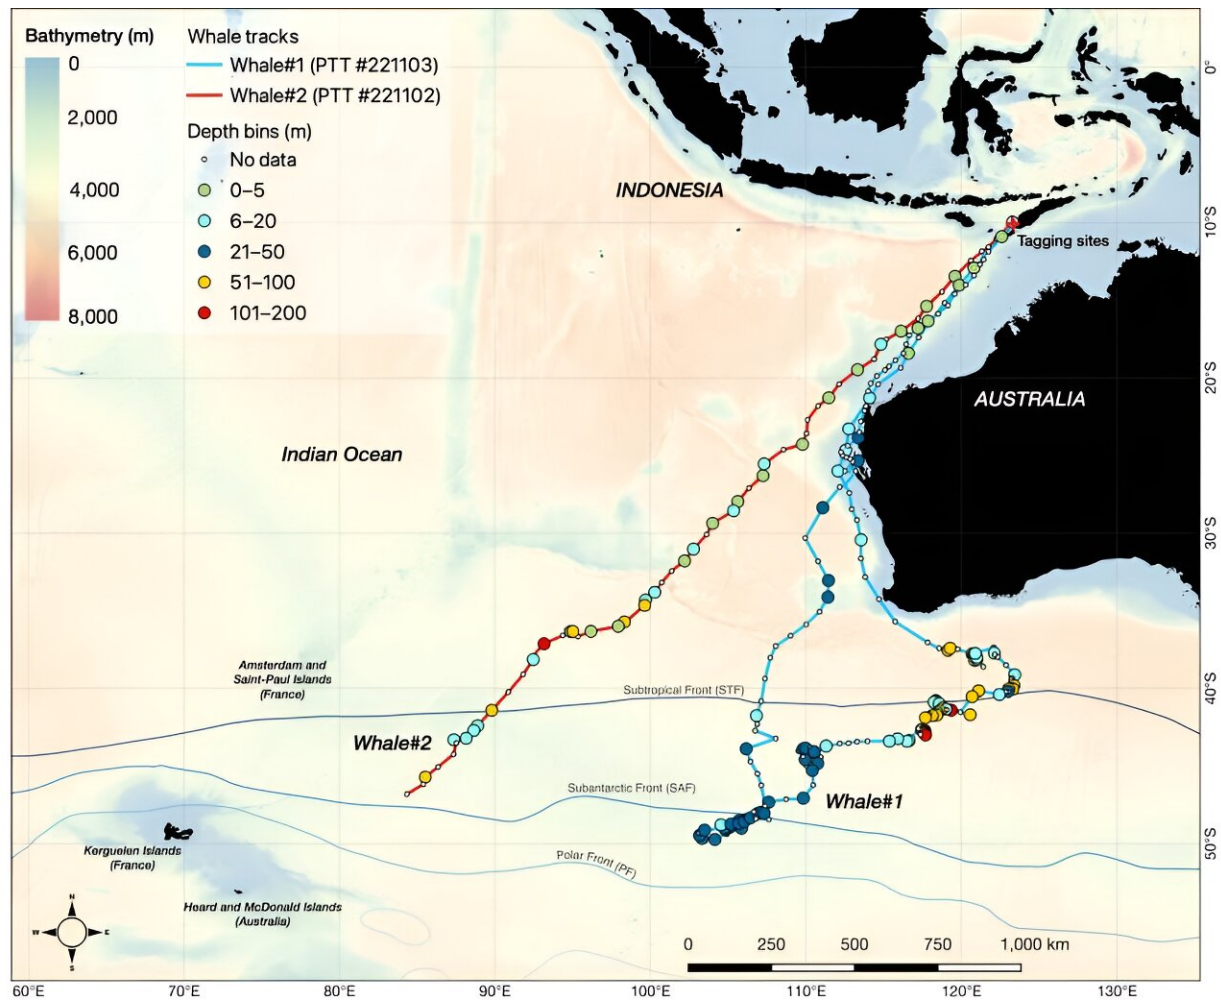 Bathymetry (m)
0
2,000
4,000
6,000
8,000
Whale tracks
Whale#1 (PTT #221103)
Whale#2 (PTT #221102)
Depth bins (m)
No data
0–5
6–20
21–50
51–100
101–200
INDONESIA
Tagging sites
AUSTRALIA
Indian Ocean
Amsterdam and
Saint-Paul Islands
(France)
Subtropical Front (STF)
Whale#2
Subantarctic Front (SAF)
Whale#1
Kerguelen Islands
(France)
Polar Front (PF)
Heard and McDonald Islands
(Australia)
N
W
E
S
0
250
500
750
1,000 km
0°
10°S
20°S
30°S
40°S
50°S
60°E
70°E
80°E
90°E
100°E
110°E
120°E
130°E